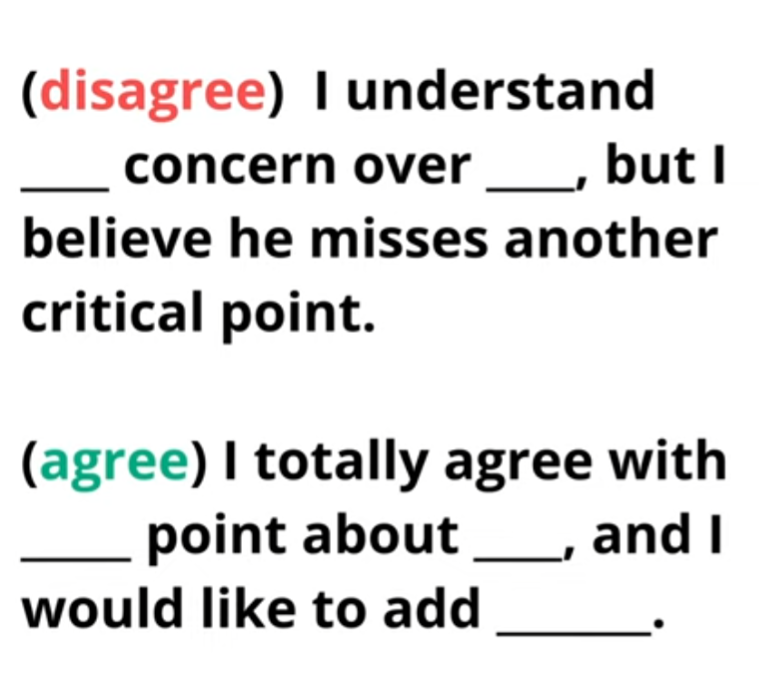 (disagree) I understand
____ concern over ____, but I
believe he misses another
critical point.
(agree) I totally agree with
_____ point about ____, and I
would like to add _______.